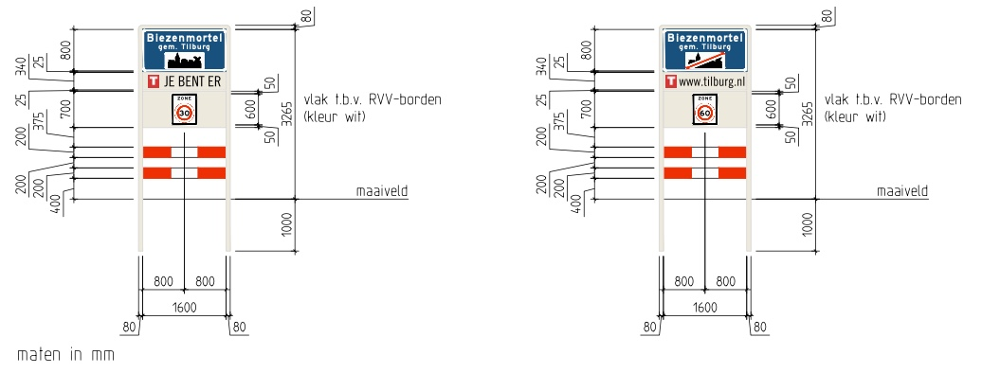 80
Biezenmortel
gem. Tilburg
800
340
25
T JE BENT ER
50
ZONE
30
25
700
600
3265
vlak t.b.v. RVV-borden
(kleur wit)
375
200
50
200
200
400
maaiveld
1000
800
800
1600
80
80
maten in mm
80
Biezenmortel
gem. Tilburg
800
340
25
T www.tilburg.nl
50
ZONE
60
25
700
600
3265
vlak t.b.v. RVV-borden
(kleur wit)
375
200
50
200
200
400
maaiveld
1000
800
800
1600
80
80